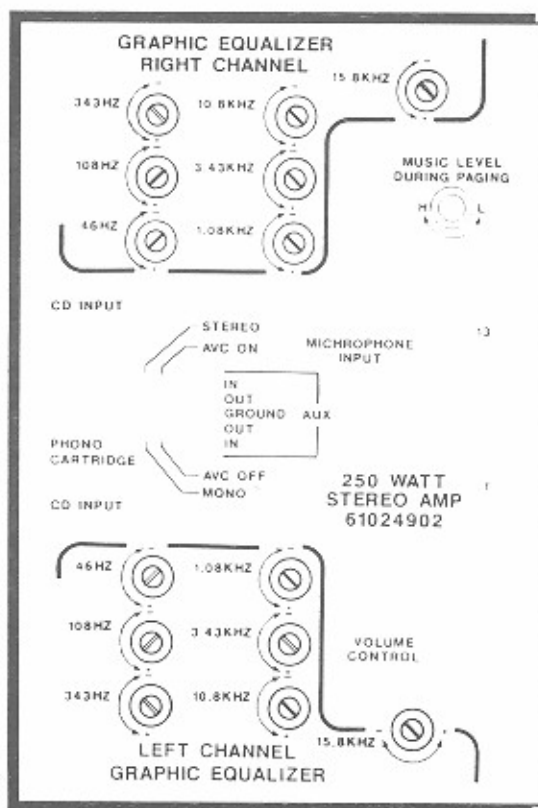 GRAPHIC EQUALIZER
RIGHT CHANNEL
15.8KHZ
343HZ
10.8KHZ
108HZ
3.43KHZ
MUSIC LEVEL
DURING PAGING
H
L
46HZ
1.08KHZ
CD INPUT
STEREO
AVC ON
MICHROPHONE
INPUT
13
IN
OUT
GROUND
OUT
IN
AUX
PHONO
CARTRIDGE
AVC OFF
MONO
CD INPUT
250 WATT
STEREO AMP
61024902
1
46HZ
1.08KHZ
108HZ
3.43KHZ
VOLUME
CONTROL
343HZ
10.8KHZ
15.8KHZ
LEFT CHANNEL
GRAPHIC EQUALIZER